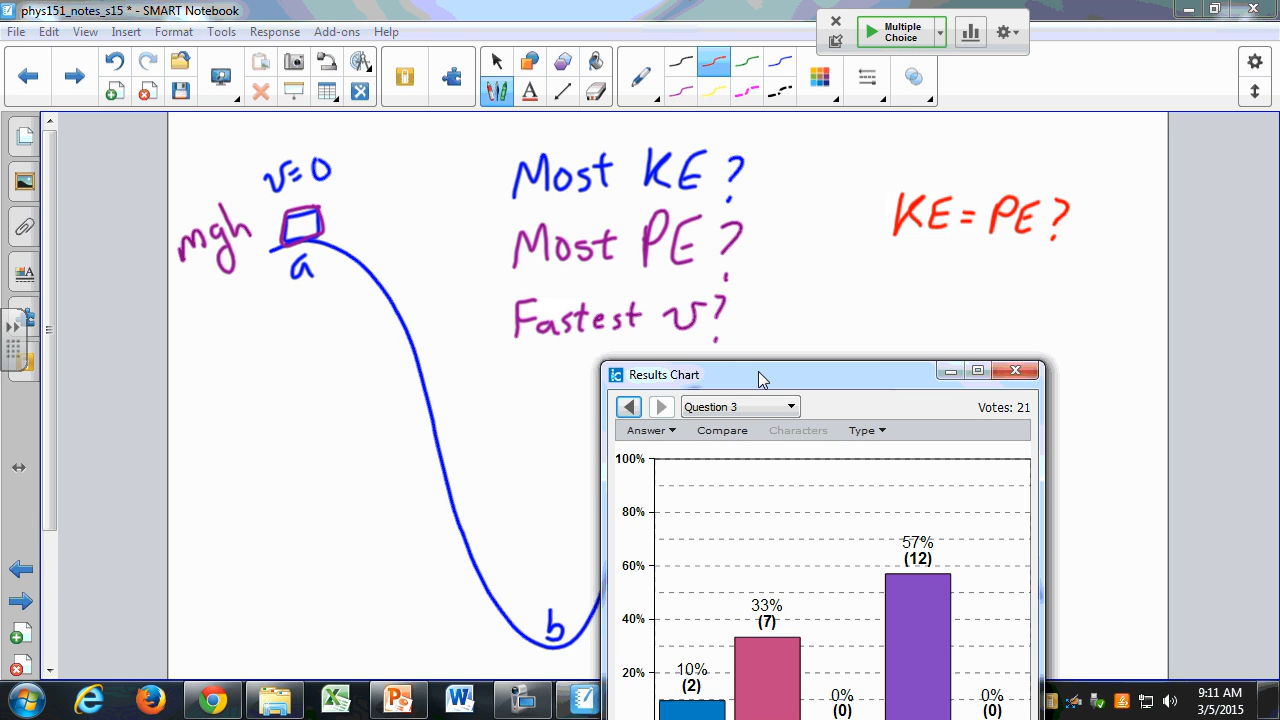 phys151_notes_s15 * - SMART Notebook
File Edit View Insert Format Tools Response Add-ons Help
Multiple
Choice
A
v=0
mgh
a
b
Most KE?
Most PE?
Fastest v?
KE = PE?
Results Chart
Question 3
Votes: 21
Answer Compare Characters Type
100%
80%
60%
40%
20%
10%
(2)
33%
(7)
0%
(0)
57%
(12)
0%
(0)
9:11 AM
3/5/2015